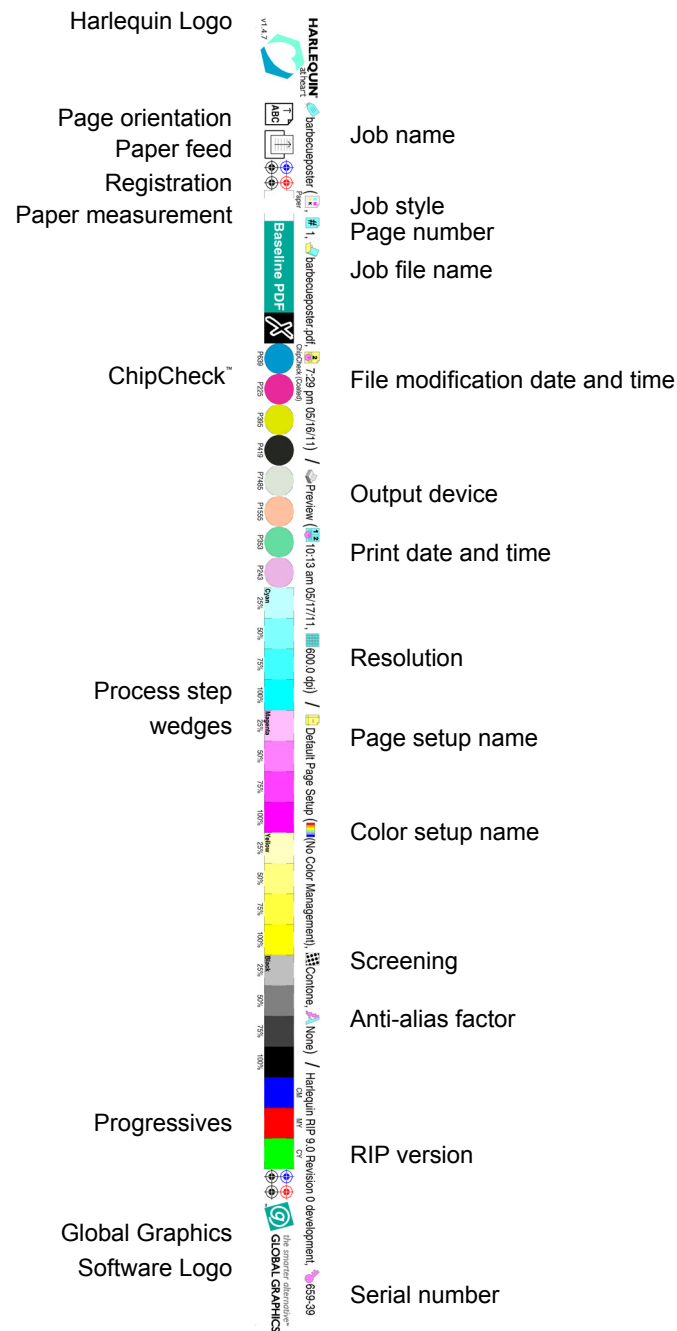 Harlequin Logo
Page orientation
Paper feed
Registration
Paper measurement
ChipCheck™
Process step
wedges
Progressives
Global Graphics
Software Logo
v1.4.7
HARLEQUIN®
at heart
ABC
Paper
Baseline PDF
ChipCheck (Coated)
P639
P225
P395
P419
P7485
P1555
P353
P243
Cyan
25%
50%
75%
100%
Magenta
25%
50%
75%
100%
Yellow
25%
50%
75%
100%
Black
25%
50%
75%
100%
CM
MY
CY
the smarter alternative™
GLOBAL GRAPHICS
barbecueposter ( , # 1, barbecueposter.pdf, 7:29 pm 05/16/11) / Preview ( 10:13 am 05/17/11, 600.0 dpi) / Default Page Setup ( (No Color Management), Contone, None) / Harlequin RIP 9.0 Revision 0 development, 659-39
Job name
Job style
Page number
Job file name
File modification date and time
Output device
Print date and time
Resolution
Page setup name
Color setup name
Screening
Anti-alias factor
RIP version
Serial number